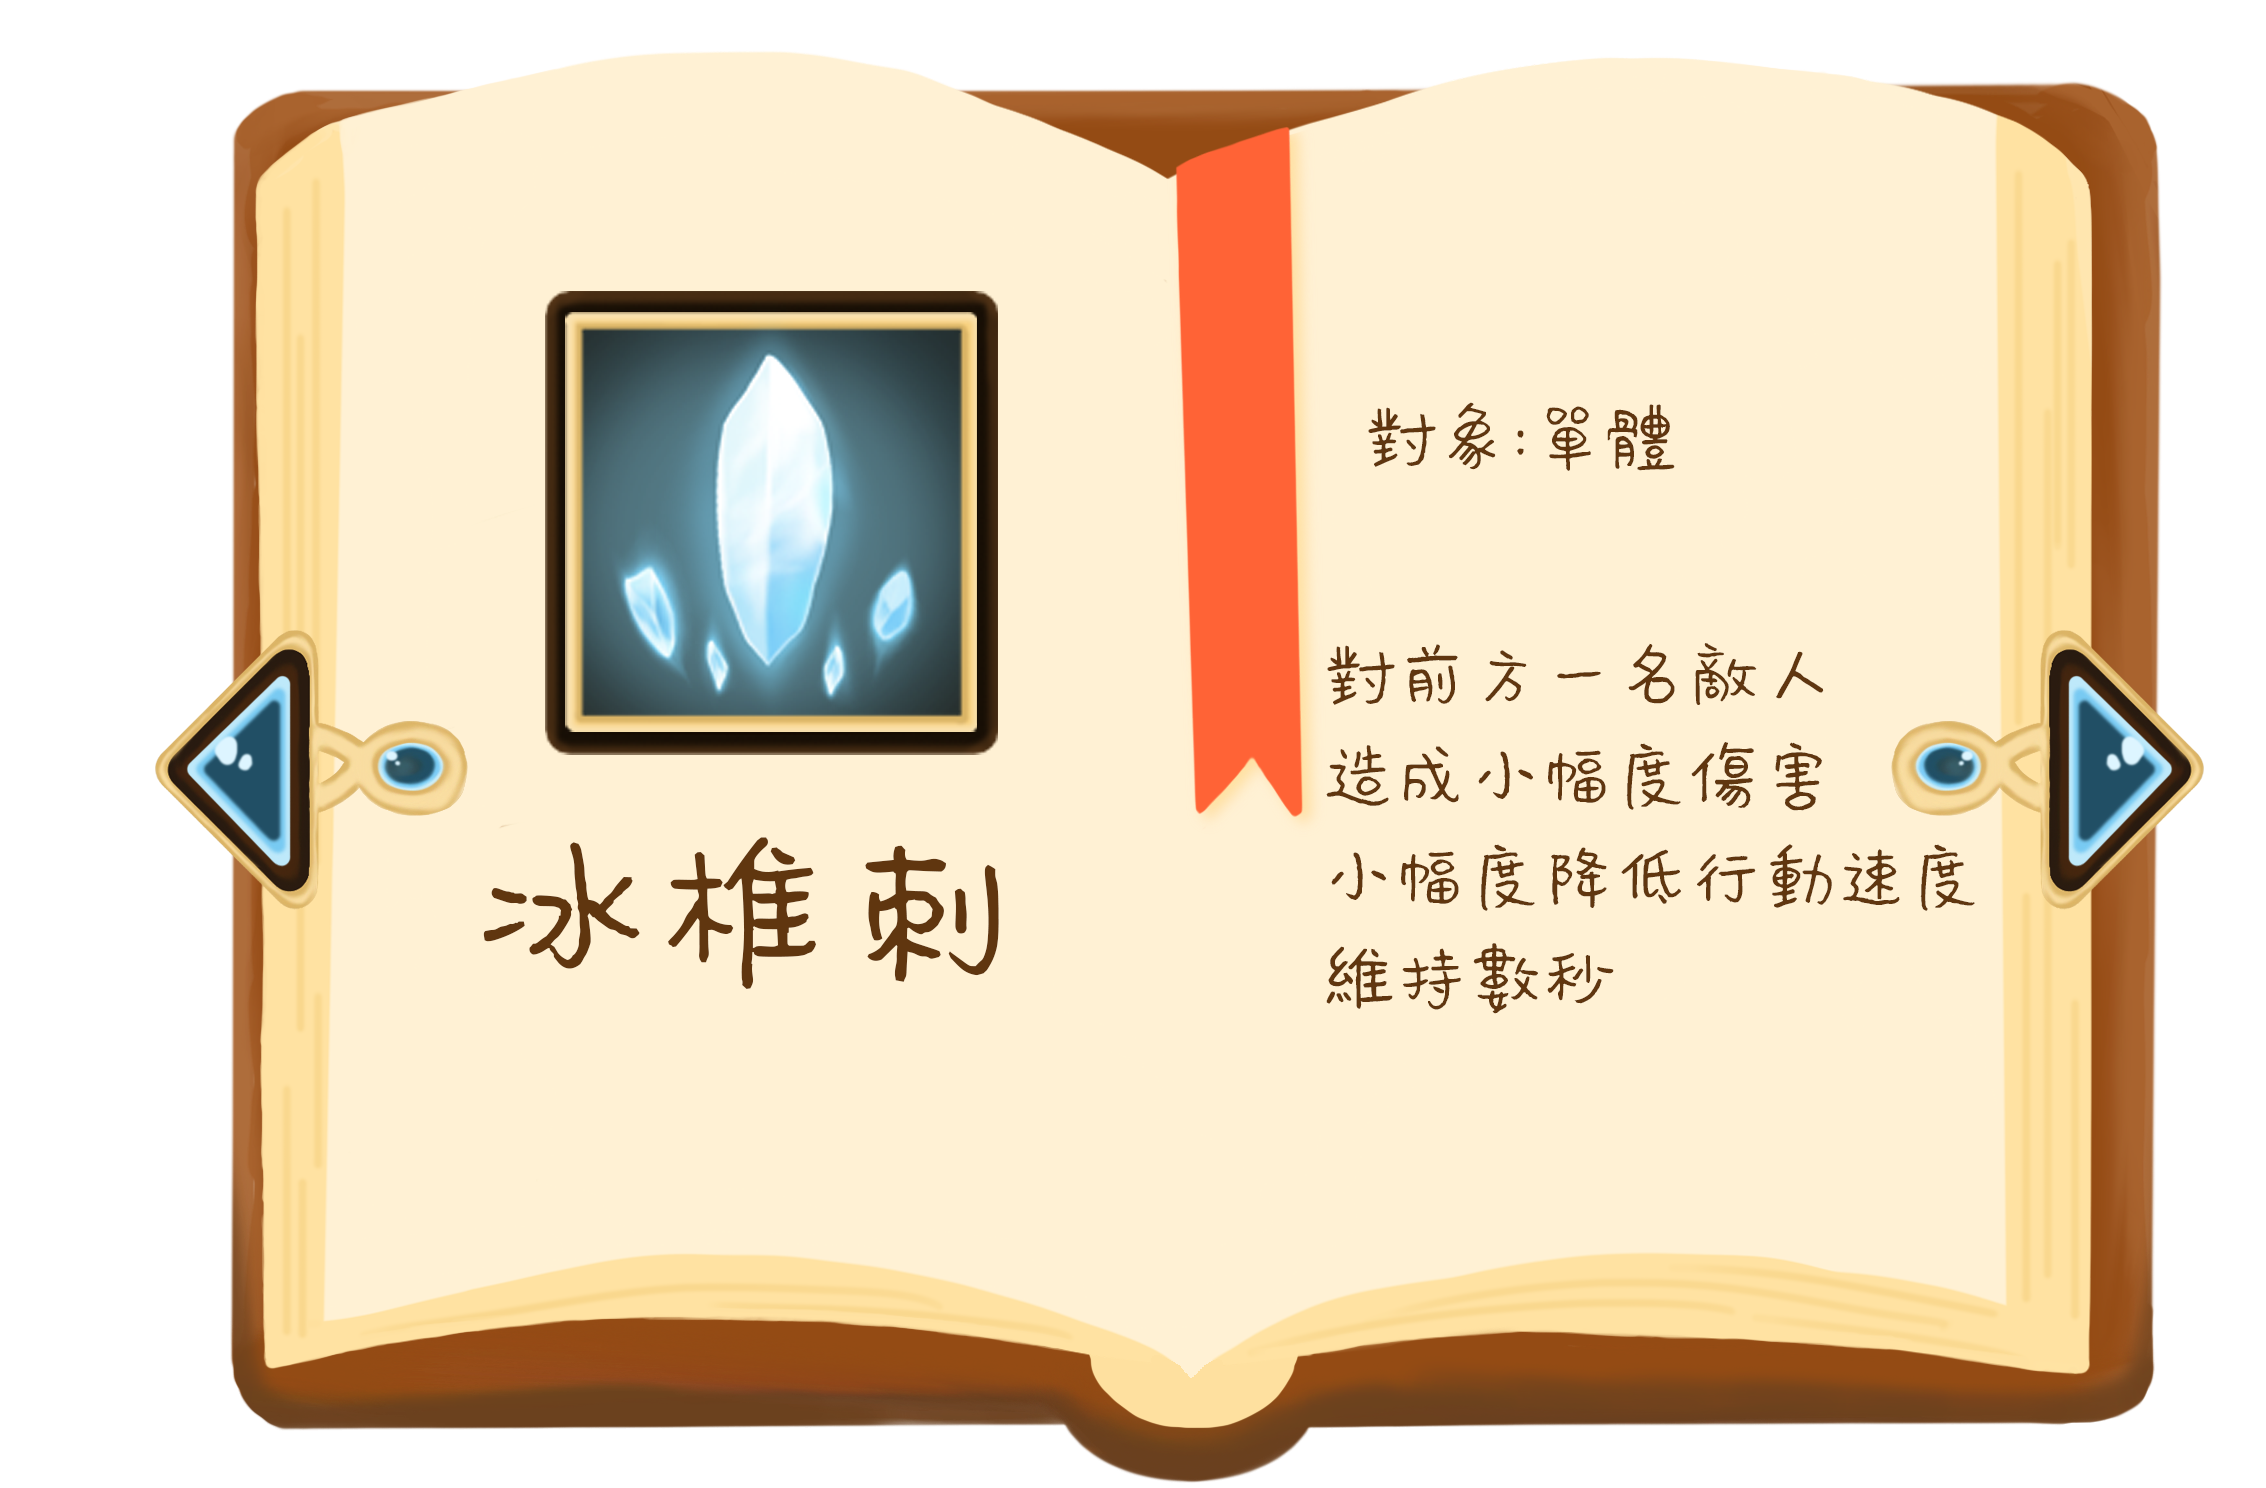 冰椎刺
對象:單體
對前方一名敵人
造成小幅度傷害
小幅度降低行動速度
維持數秒